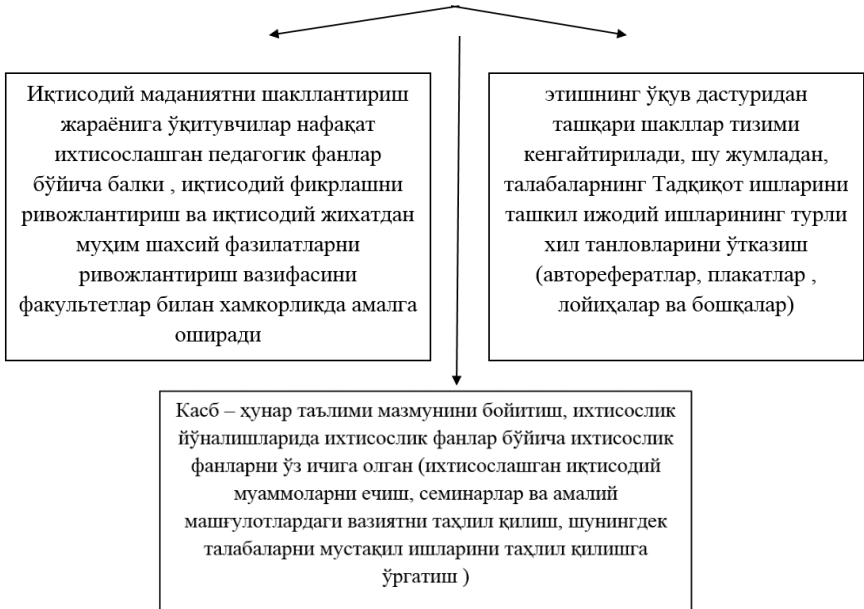 Иқтисодий маданиятни шакллантириш
жараёнига ўқитувчилар нафақат
ихтисослашган педагогик фанлар
бўйича балки , иқтисодий фикрлашни
ривожлантириш ва иқтисодий жихатдан
муҳим шахсий фазилатларни
ривожлантириш вазифасини
факультетлар билан хамкорликда амалга
оширади
этишнинг ўқув дастуридан
ташқари шакллар тизими
кенгайтирилади, шу жумладан,
талабаларнинг Тадқиқот ишларини
ташкил ижодий ишларининг турли
хил танловларини ўтказиш
(авторефератлар, плакатлар ,
лойиҳалар ва бошқалар)
Касб – ҳунар таълими мазмунини бойитиш, ихтисослик
йўналишларида ихтисослик фанлар бўйича ихтисослик
фанларни ўз ичига олган (ихтисослашган иқтисодий
муаммоларни ечиш, семинарлар ва амалий
машғулотлардаги вазиятни таҳлил қилиш, шунингдек
талабаларни мустақил ишларини таҳлил қилишга
ўргатиш )